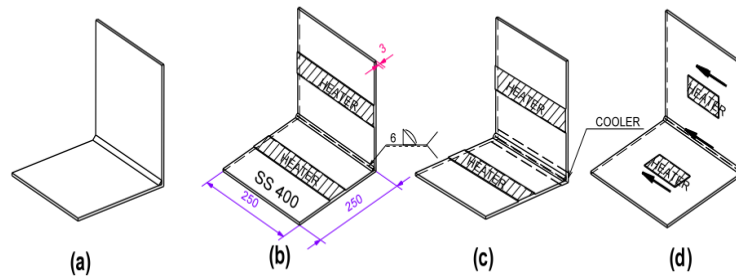 3
HEATER
HEATER
SS 400
250
250
6
(a)
(b)
HEATER
HEATER
COOLER
(c)
HEATER
HEATER
(d)